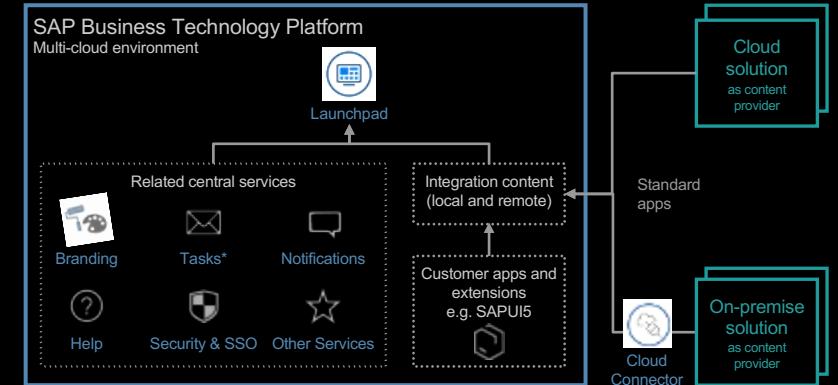 SAP Business Technology Platform
Multi-cloud environment
Launchpad
Related central services
Branding
Tasks*
Notifications
Help
Security & SSO
Other Services
Integration content
(local and remote)
Customer apps and
extensions
e.g. SAPUI5
Standard
apps
Cloud
solution
as content
provider
Cloud
Connector
On-premise
solution
as content
provider